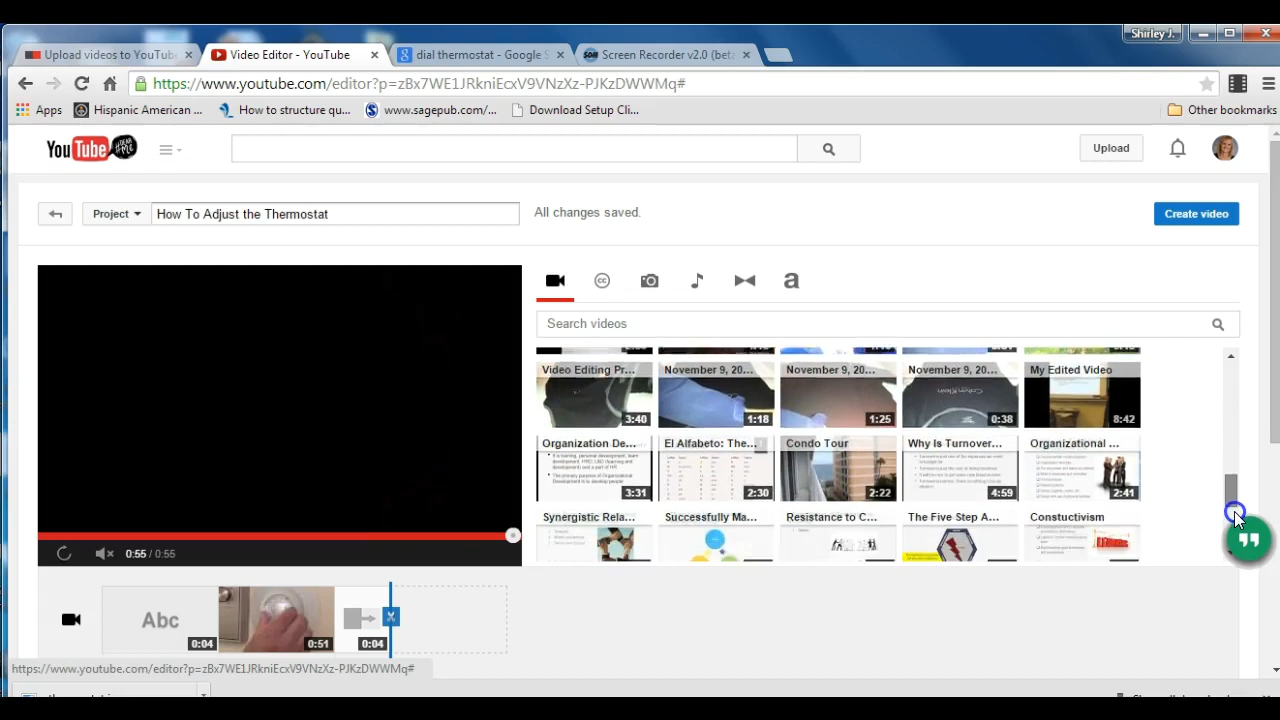 Shirley J.
Upload videos to YouTube
Video Editor - YouTube
dial thermostat - Google S
Screen Recorder v2.0 (beta
https://www.youtube.com/editor?p=zBx7WE1JRkniEcxV9VNzXz-PJKzDWWMq#
Apps
Hispanic American ...
How to structure qu...
www.sagepub.com/...
Download Setup Cli...
Other bookmarks
YouTube
Upload
Project
How To Adjust the Thermostat
All changes saved.
Create video
cc
a
Search videos
Video Editing Pr...
November 9, 20...
November 9, 20...
November 9, 20...
My Edited Video
3:40
1:18
1:25
0:38
8:42
Organization De...
El Alfabeto: The...
Condo Tour
Why Is Turnover...
Organizational ...
3:31
2:30
2:22
4:59
2:41
Synergistic Rela...
Successfully Ma...
Resistance to C...
The Five Step A...
Constuctivism
0:55 / 0:55
Abc
0:04
0:51
0:04
https://www.youtube.com/editor?p=zBx7WE1JRkniEcxV9VNzXz-PJKzDWWMq#